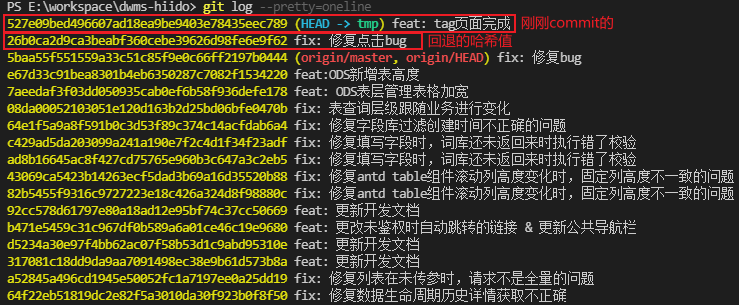 PS E:\workspace\dwms-hiido> git log --pretty=oneline
527e09bed496607ad18ea9be9403e78435eec789 (HEAD -> tmp) feat: tag页面完成 刚刚commit的
26b0ca2d9ca3beabf360cebe39626d98fe6e9f62 fix: 修复点击bug 回退的哈希值
5baa55f551559a33c51c85f9e0c66ff2197b0444 (origin/master, origin/HEAD) fix: 修复bug
e67d33c91bea8301b4eb6350287c7082f1534220 feat:ODS新增表高度
7aeedaf3f03dd050935cab0ef6b58f936defe178 feat: ODS表层管理表格加宽
08da00052103051e120d163b2d25bd06bfe0470b fix: 表查询层级跟随业务进行变化
64e1f5a9a8f591b0c3d53f89c374c14acfdab6a4 fix: 修复字段库过滤创建时间不正确的问题
c429ad5da203099a241a190e7f2c4d1f34f23adf fix: 修复填写字段时，词库还未返回来时执行错了校验
ad8b16645ac8f427cd75765e960b3c647a3c2eb5 fix: 修复填写字段时，词库还未返回来时执行错了校验
43069ca5423b14263ecf5dad3b69a16d35520b88 fix: 修复antd table组件滚动列高度变化时，固定列高度不一致的问题
82b5455f9316c9727223e18c426a324d8f98880c fix: 修复antd table组件滚动列高度变化时，固定列高度不一致的问题
92cc578d61797e80a18ad12e95bf74c37cc50669 feat: 更新开发文档
b471e5459c31c967df0b589a6a01ce46c19e9680 feat: 更改未鉴权时自动跳转的链接 & 更新公共导航栏
d5234a30e97f4bb62ac07f58b53d1c9abd95310e feat: 更新开发文档
317081c18dd9da9aa7091498ec38e9b61d573b8a feat: 更新开发文档
a52845a496cd1945e50052fc1a7197ee0a25dd19 fix: 修复列表在未传参时，请求不是全量的问题
64f22eb51819dc2e82f5a3010da30f923b0f8f50 fix: 修复数据生命周期历史详情获取不正确